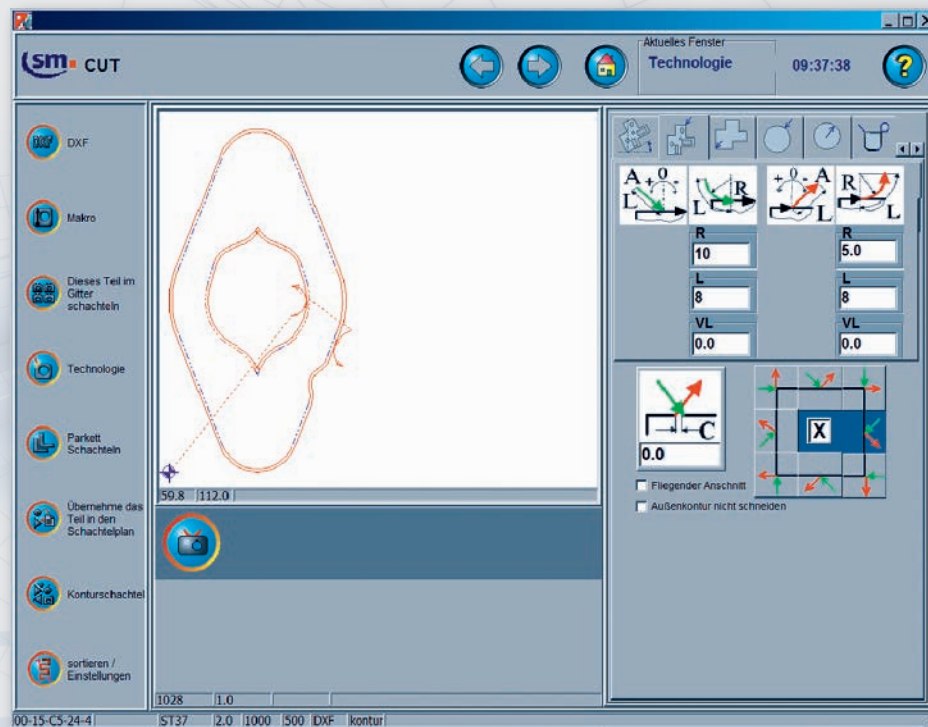 sm CUT
Aktuelles Fenster
Technologie
09:37:38
?
DXF
Makro
Dieses Teil im
Gitter
schachteln
Technologie
Parkett
Schachteln
Übernehme das
Teil in den
Schachtelplan
Konturschachtel
sortieren /
Einstellungen
59.8 112.0
1028 1.0
A +O- L
L R
+O- A L
R L
R
10
R
5.0
L
8
L
8
VL
0.0
VL
0.0
C
0.0
X
Fliegender Anschnitt
Außenkontur nicht schneiden
00-15-C5-24-4 ST37 2.0 1000 500 DXF kontur